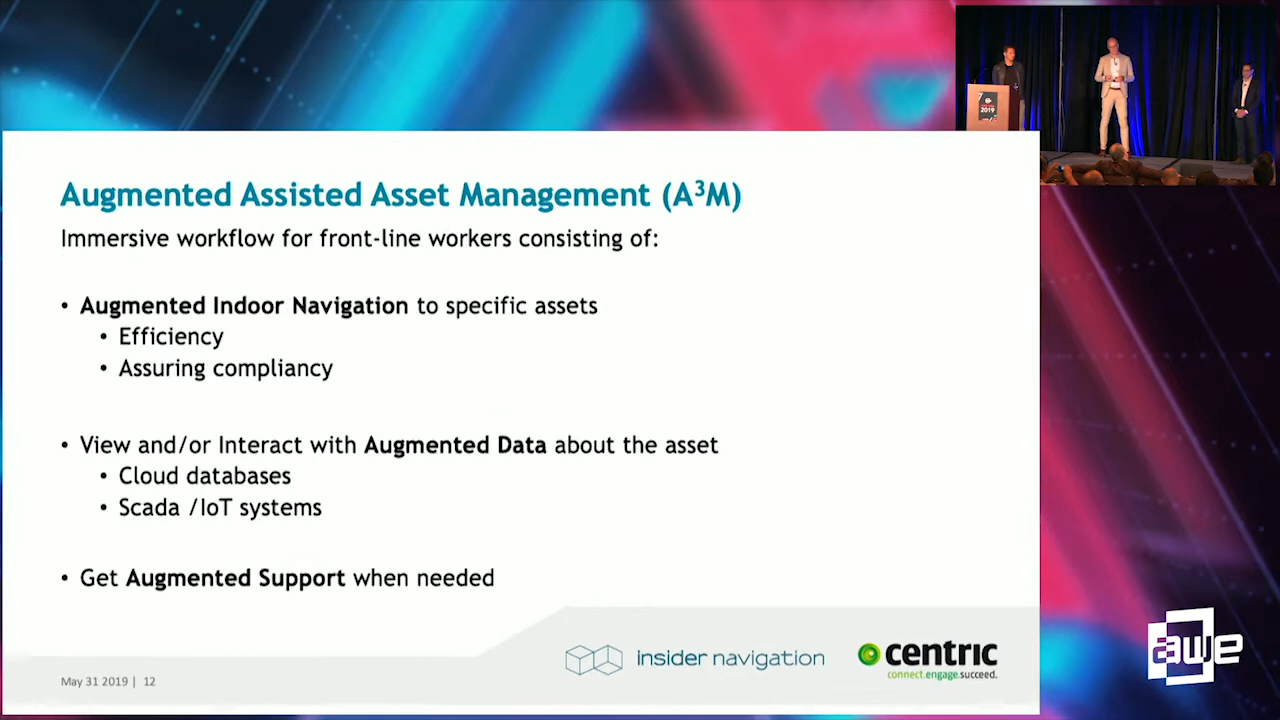 2019
Augmented Assisted Asset Management (A³M)
Immersive workflow for front-line workers consisting of:
• Augmented Indoor Navigation to specific assets
• Efficiency
• Assuring compliancy
• View and/or Interact with Augmented Data about the asset
• Cloud databases
• Scada /IoT systems
• Get Augmented Support when needed
insider navigation
centric
connect.engage.succeed.
May 31 2019 | 12
awe